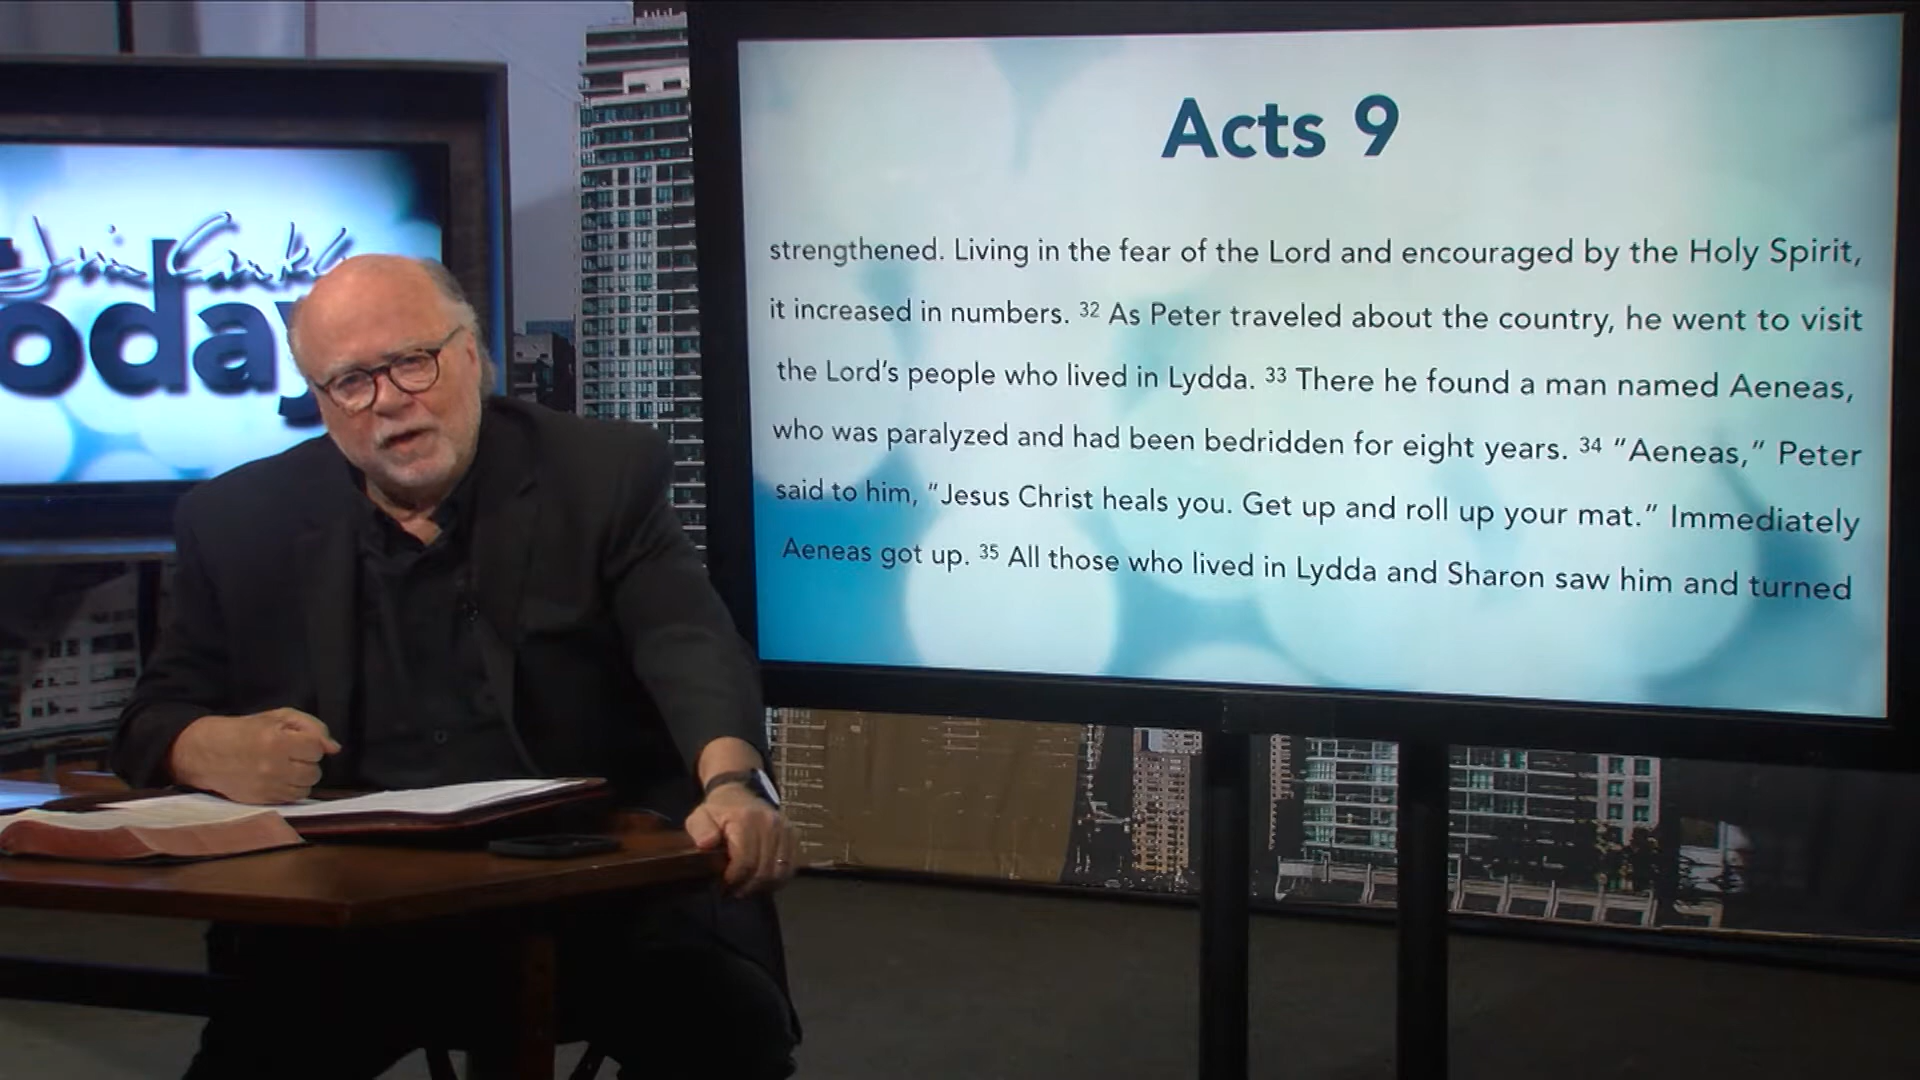 oday
Acts 9
strengthened. Living in the fear of the Lord and encouraged by the Holy Spirit,
it increased in numbers. 32 As Peter traveled about the country, he went to visit
the Lord's people who lived in Lydda. 33 There he found a man named Aeneas,
who was paralyzed and had been bedridden for eight years. 34 "Aeneas," Peter
said to him, "Jesus Christ heals you. Get up and roll up your mat." Immediately
Aeneas got up. 35 All those who lived in Lydda and Sharon saw him and turned